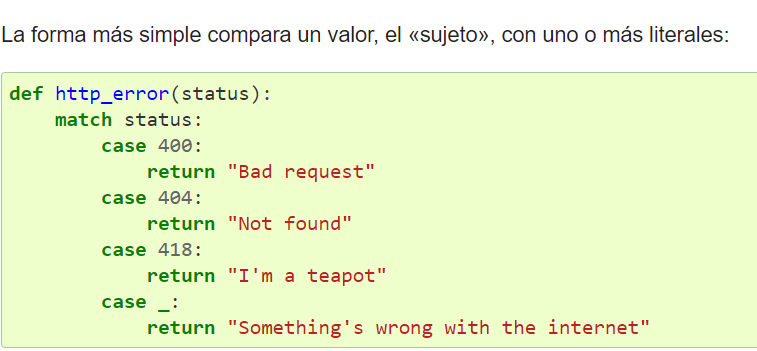 La forma más simple compara un valor, el «sujeto», con uno o más literales:
def http_error(status):
    match status:
        case 400:
            return "Bad request"
        case 404:
            return "Not found"
        case 418:
            return "I'm a teapot"
        case _:
            return "Something's wrong with the internet"